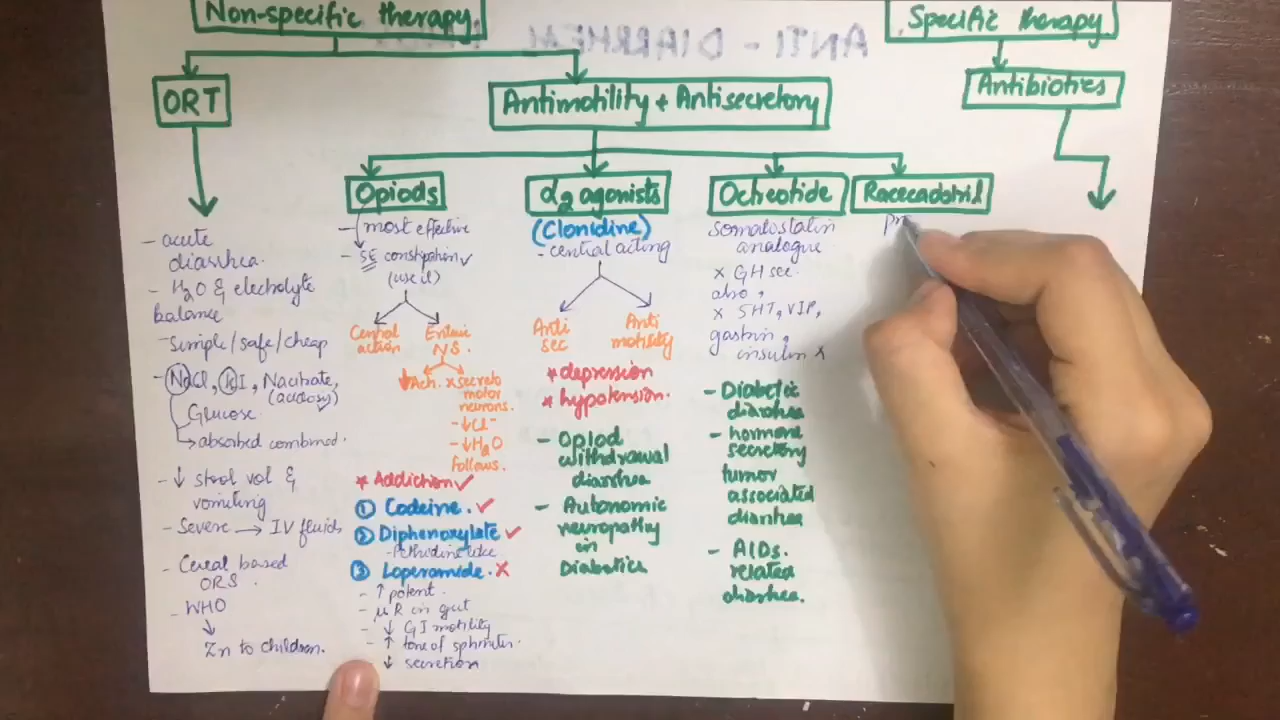 Non-specific therapy.
Specific therapy.
ANTI - DIARRHEAL
ORT
Antimotility + Antisecretory
Antibiotics
Opiods
α2 agonists
Octreotide
Racecadotril
- acute
diarrhea.
- H2O & electrolyte
balance
- simple/safe/cheap
- NaCl, KI, Nacitrate,
(acidosis)
Glucose
→absorbed combined.
- ↓ stool vol &
vomiting
- Severe → IV fluids
- Cereal based
ORS.
- WHO
↓
Zn to children.
- most effective
- SE constipation✓
(use it)
Central
action
Enteric
N.S.
↓Ach.
x secreto
motor
neurons.
- ↓Cl⁻
- ↓H2O
follows.
* Addiction✓
① Codeine. ✓
② Diphenoxylate ✓
- Pethidine like
③ Loperamide. X
- ↑ potent.
- μR in gut
- ↓ GI motility
- ↑ tone of sphincter.
- ↓ secretion
(Clonidine)
- central acting
Anti
sec
Anti
motility
* depression
* hypotension.
- Opiod
withdrawal
diarrhea
- Autonomic
neuropathy
in
Diabetics
somatostatin
analogue
x GH sec.
also,
x 5HT, VIP,
gastrin,
insulin x
- Diabetic
diarrhea
- hormone
secretory
tumor
associated
diarrhea
- AIDs.
related
diarrhea.